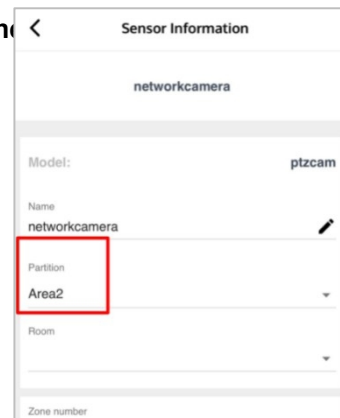 Sensor Information
networkcamera
Model: ptzcam
Name
networkcamera
Partition
Area2
Room
Zone number